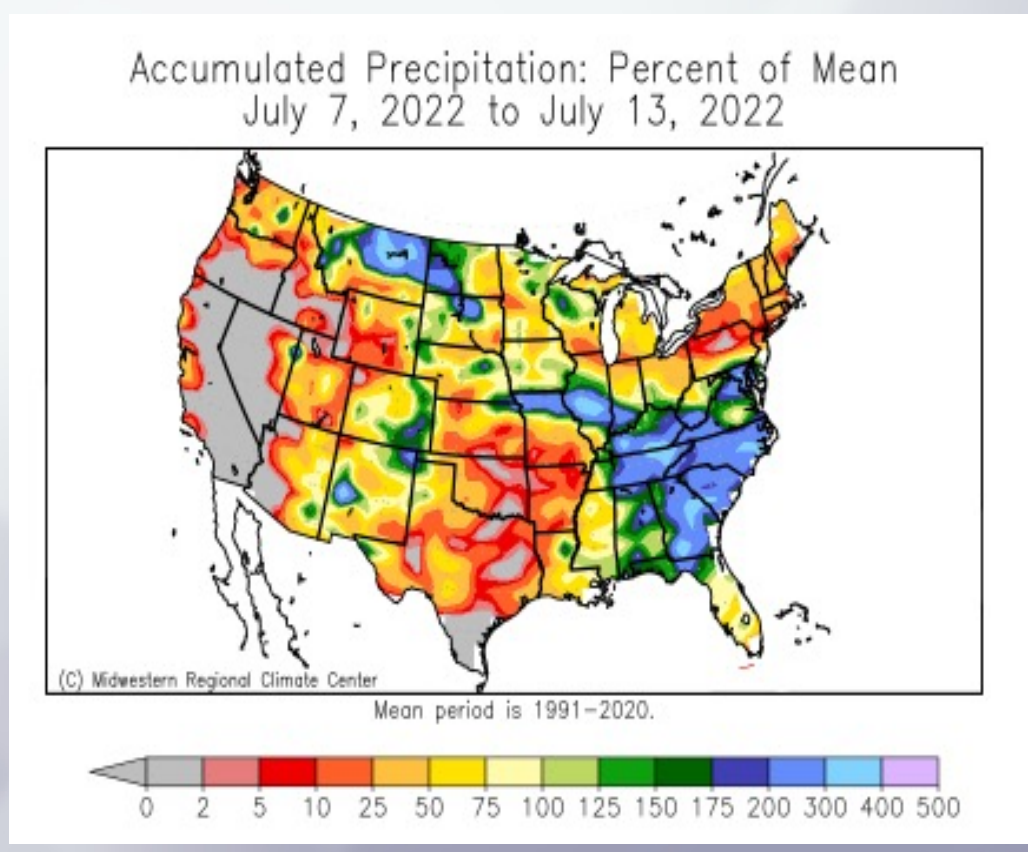 Accumulated Precipitation: Percent of Mean
July 7, 2022 to July 13, 2022
(C) Midwestern Regional Climate Center
Mean period is 1991-2020.
0 2 5 10 25 50 75 100 125 150 175 200 300 400 500